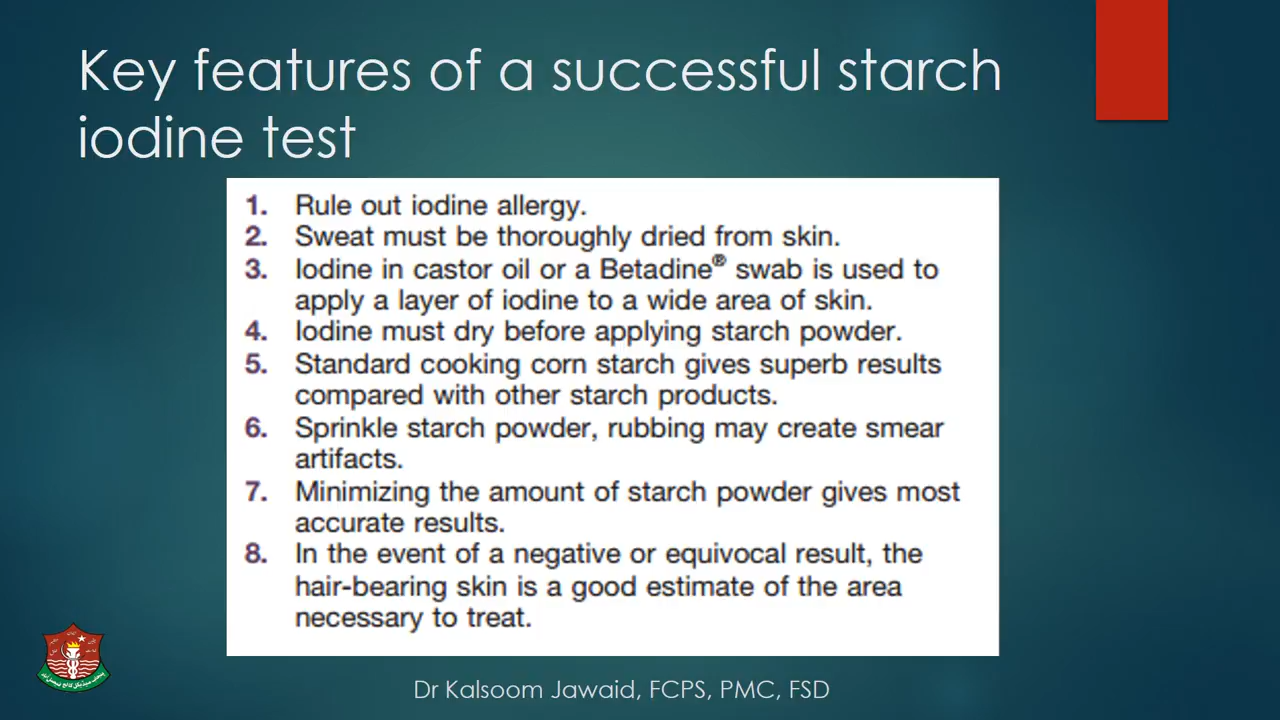 Key features of a successful starch
iodine test
1. Rule out iodine allergy.
2. Sweat must be thoroughly dried from skin.
3. Iodine in castor oil or a Betadine® swab is used to
apply a layer of iodine to a wide area of skin.
4. Iodine must dry before applying starch powder.
5. Standard cooking corn starch gives superb results
compared with other starch products.
6. Sprinkle starch powder, rubbing may create smear
artifacts.
7. Minimizing the amount of starch powder gives most
accurate results.
8. In the event of a negative or equivocal result, the
hair-bearing skin is a good estimate of the area
necessary to treat.
Dr Kalsoom Jawaid, FCPS, PMC, FSD